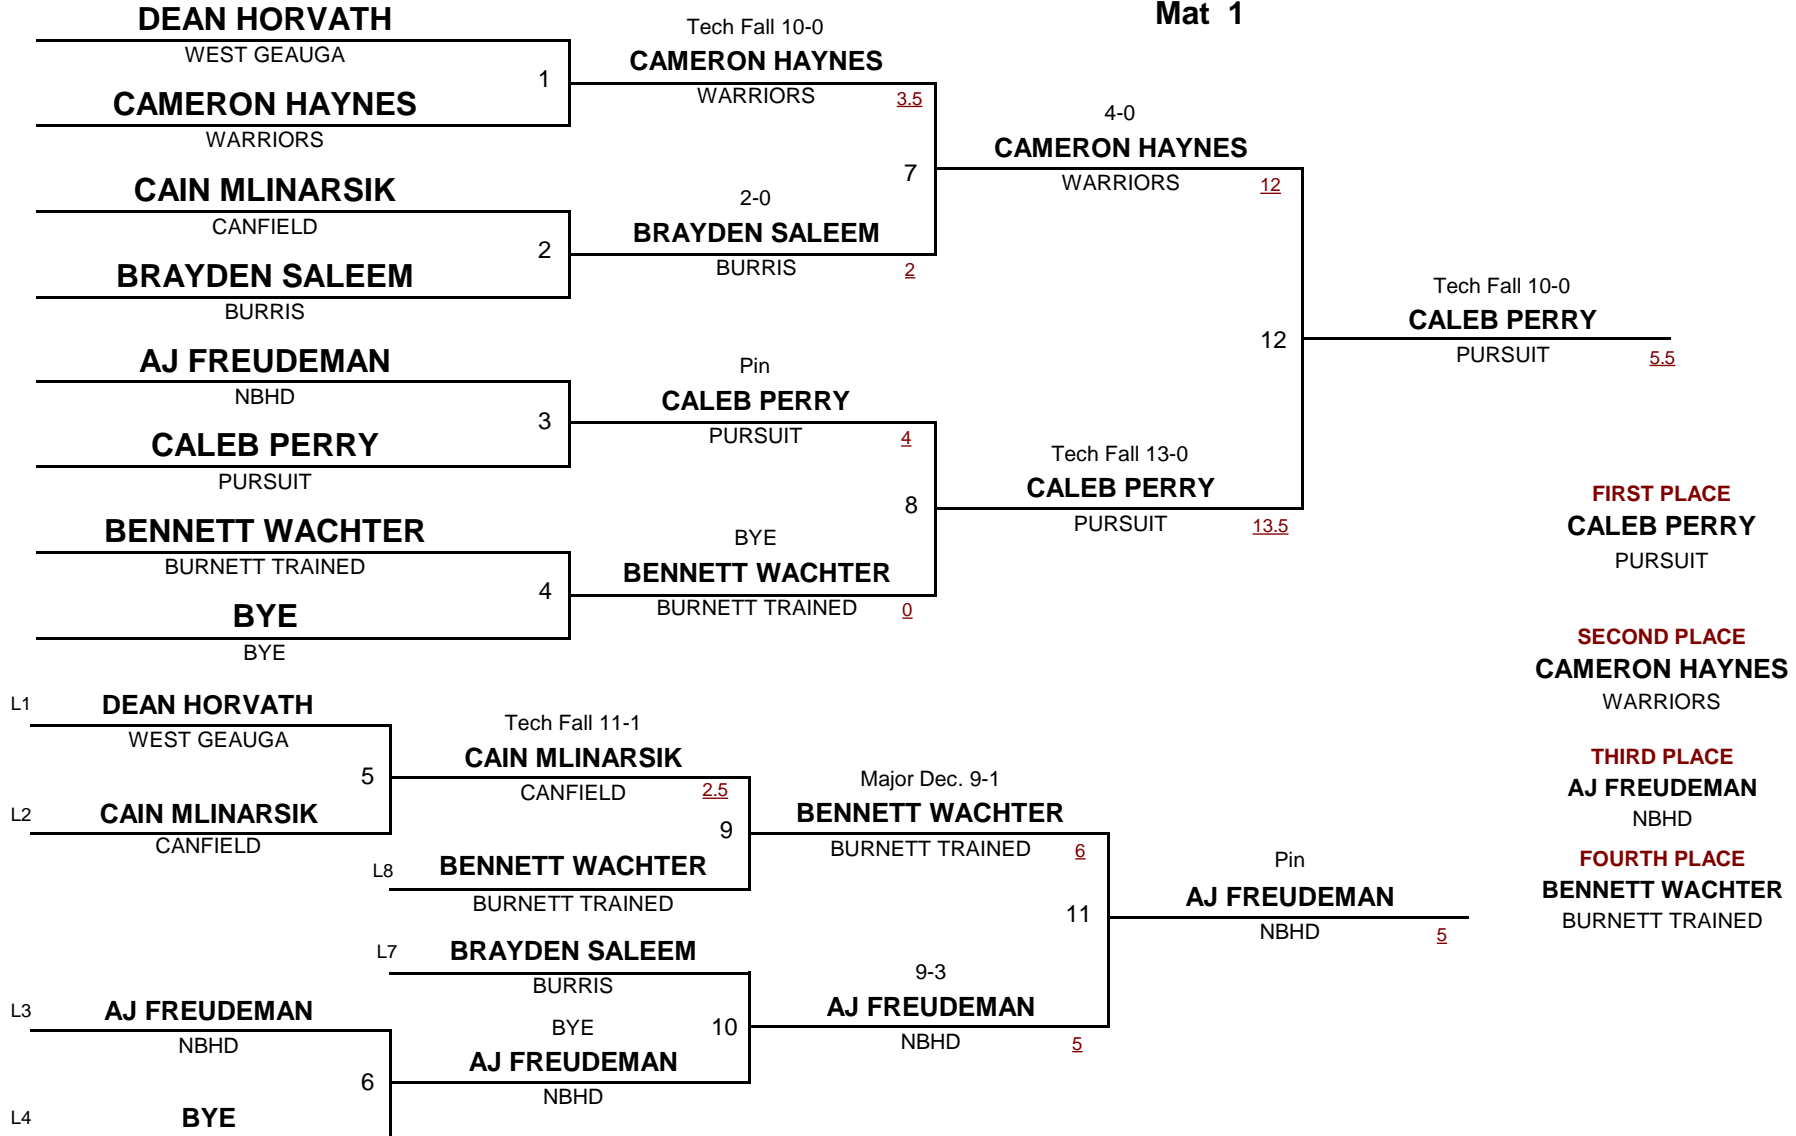 Mat 1
DEAN HORVATH
WEST GEAUGA
1
CAMERON HAYNES
WARRIORS
CAIN MLINARSIK
CANFIELD
2
BRAYDEN SALEEM
BURRIS
AJ FREUDEMAN
NBHD
3
CALEB PERRY
PURSUIT
BENNETT WACHTER
BURNETT TRAINED
4
BYE
BYE
Tech Fall 10-0
CAMERON HAYNES
WARRIORS 3.5
7
2-0
BRAYDEN SALEEM
BURRIS 2
Pin
CALEB PERRY
PURSUIT 4
8
BYE
BENNETT WACHTER
BURNETT TRAINED 0
4-0
CAMERON HAYNES
WARRIORS 12
12
Tech Fall 13-0
CALEB PERRY
PURSUIT 13.5
Tech Fall 10-0
CALEB PERRY
PURSUIT 5.5
FIRST PLACE
CALEB PERRY
PURSUIT
SECOND PLACE
CAMERON HAYNES
WARRIORS
THIRD PLACE
AJ FREUDEMAN
NBHD
FOURTH PLACE
BENNETT WACHTER
BURNETT TRAINED
L1 DEAN HORVATH
WEST GEAUGA
5
L2 CAIN MLINARSIK
CANFIELD
L3 AJ FREUDEMAN
NBHD
6
L4 BYE
Tech Fall 11-1
CAIN MLINARSIK
CANFIELD 2.5
9
L8 BENNETT WACHTER
BURNETT TRAINED
L7 BRAYDEN SALEEM
BURRIS
10
BYE
AJ FREUDEMAN
NBHD
Major Dec. 9-1
BENNETT WACHTER
BURNETT TRAINED 6
11
9-3
AJ FREUDEMAN
NBHD 5
Pin
AJ FREUDEMAN
NBHD 5